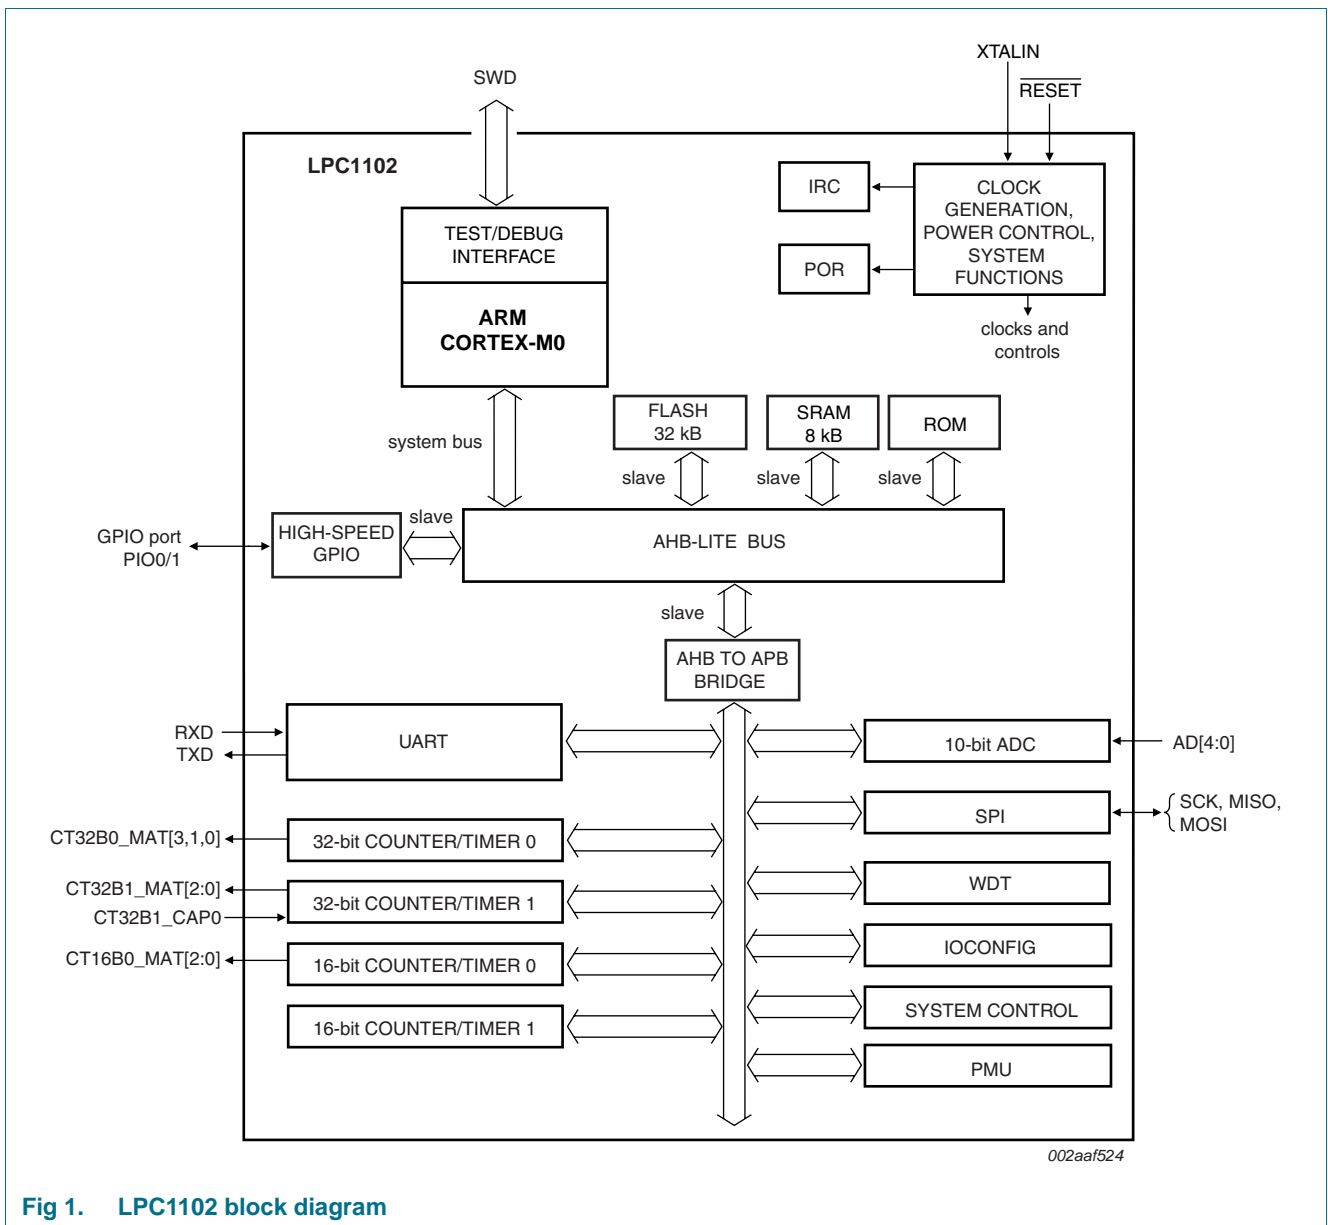 XTALIN
SWD
RESET
LPC1102
IRC
CLOCK
GENERATION,
POWER CONTROL,
SYSTEM
FUNCTIONS
TEST/DEBUG
INTERFACE
POR
ARM
CORTEX-M0
clocks and
controls
FLASH
32 kB
SRAM
8 kB
ROM
system bus
slave
slave
slave
slave
GPIO port
PIO0/1
HIGH-SPEED
GPIO
AHB-LITE BUS
slave
AHB TO APB
BRIDGE
RXD
TXD
UART
10-bit ADC
AD[4:0]
SPI
SCK, MISO,
MOSI
CT32B0_MAT[3,1,0]
32-bit COUNTER/TIMER 0
WDT
CT32B1_MAT[2:0]
CT32B1_CAP0
32-bit COUNTER/TIMER 1
IOCONFIG
CT16B0_MAT[2:0]
16-bit COUNTER/TIMER 0
SYSTEM CONTROL
16-bit COUNTER/TIMER 1
PMU
002aaf524
Fig 1. LPC1102 block diagram